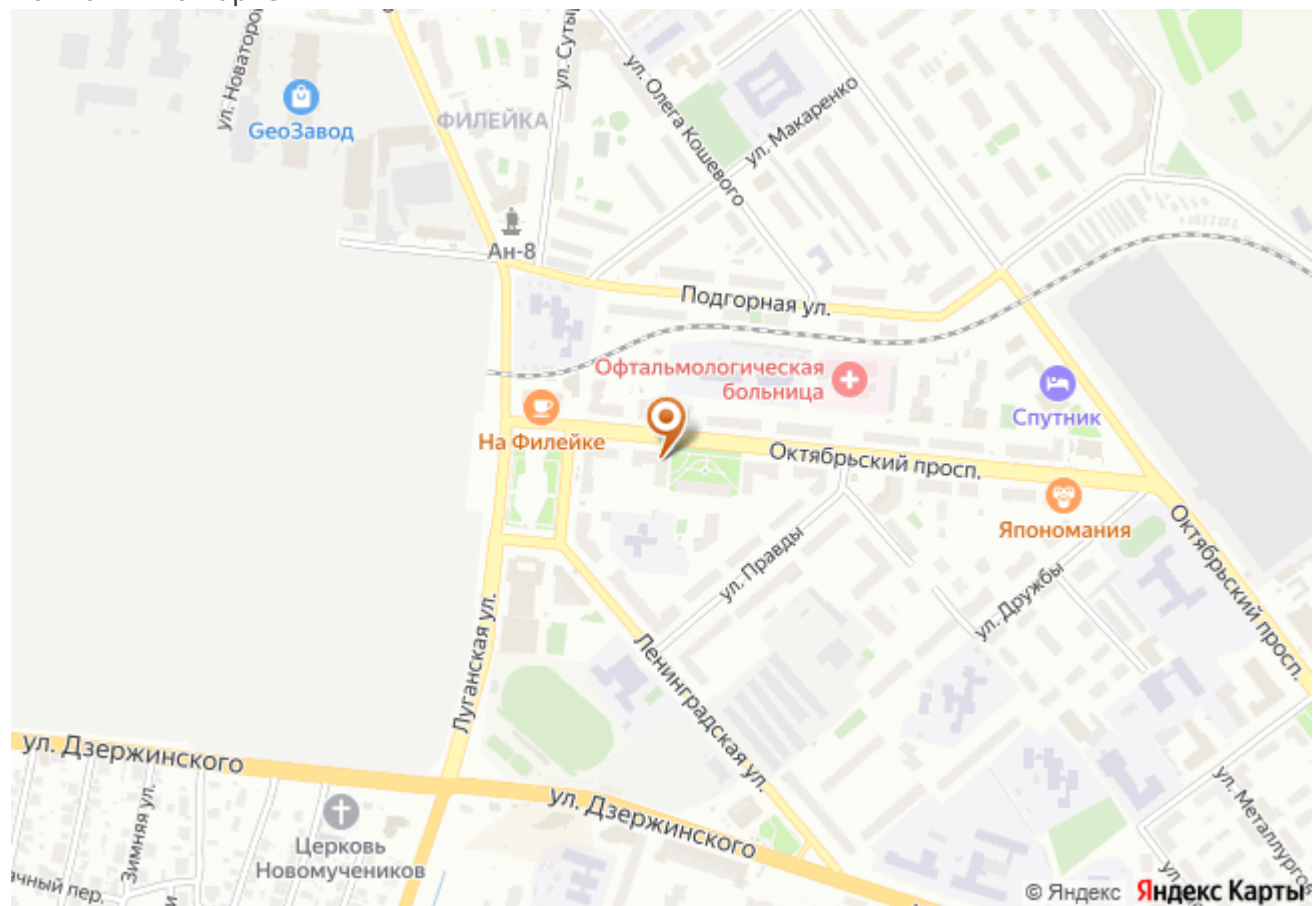 ул. Новаторов
GeoЗавод
ФИЛЕЙКА
ул. Олега Кошевого
ул. Макаренко
Ан-8
Подгорная ул.
Офтальмологическая
больница
Спутник
На Филейке
Октябрьский просп.
Япономания
Октябрьский просп.
ул. Правды
ул. Дружбы
Луганская ул.
Ленинградская ул.
ул. Дзержинского
ул. Дзержинского
Зимняя ул.
Церковь
Новомучеников
ул. Металлургов
© Яндекс Яндекс Карты